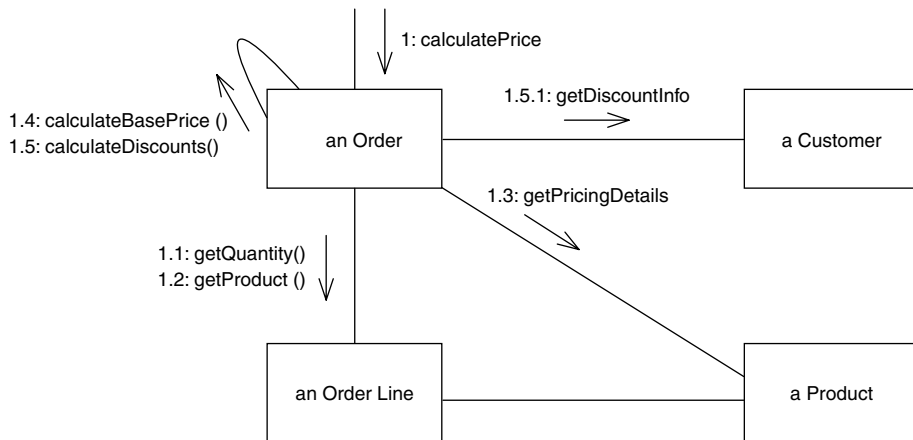 1: calculatePrice
1.5.1: getDiscountInfo
1.4: calculateBasePrice ()
1.5: calculateDiscounts()
an Order
a Customer
1.3: getPricingDetails
1.1: getQuantity()
1.2: getProduct ()
an Order Line
a Product